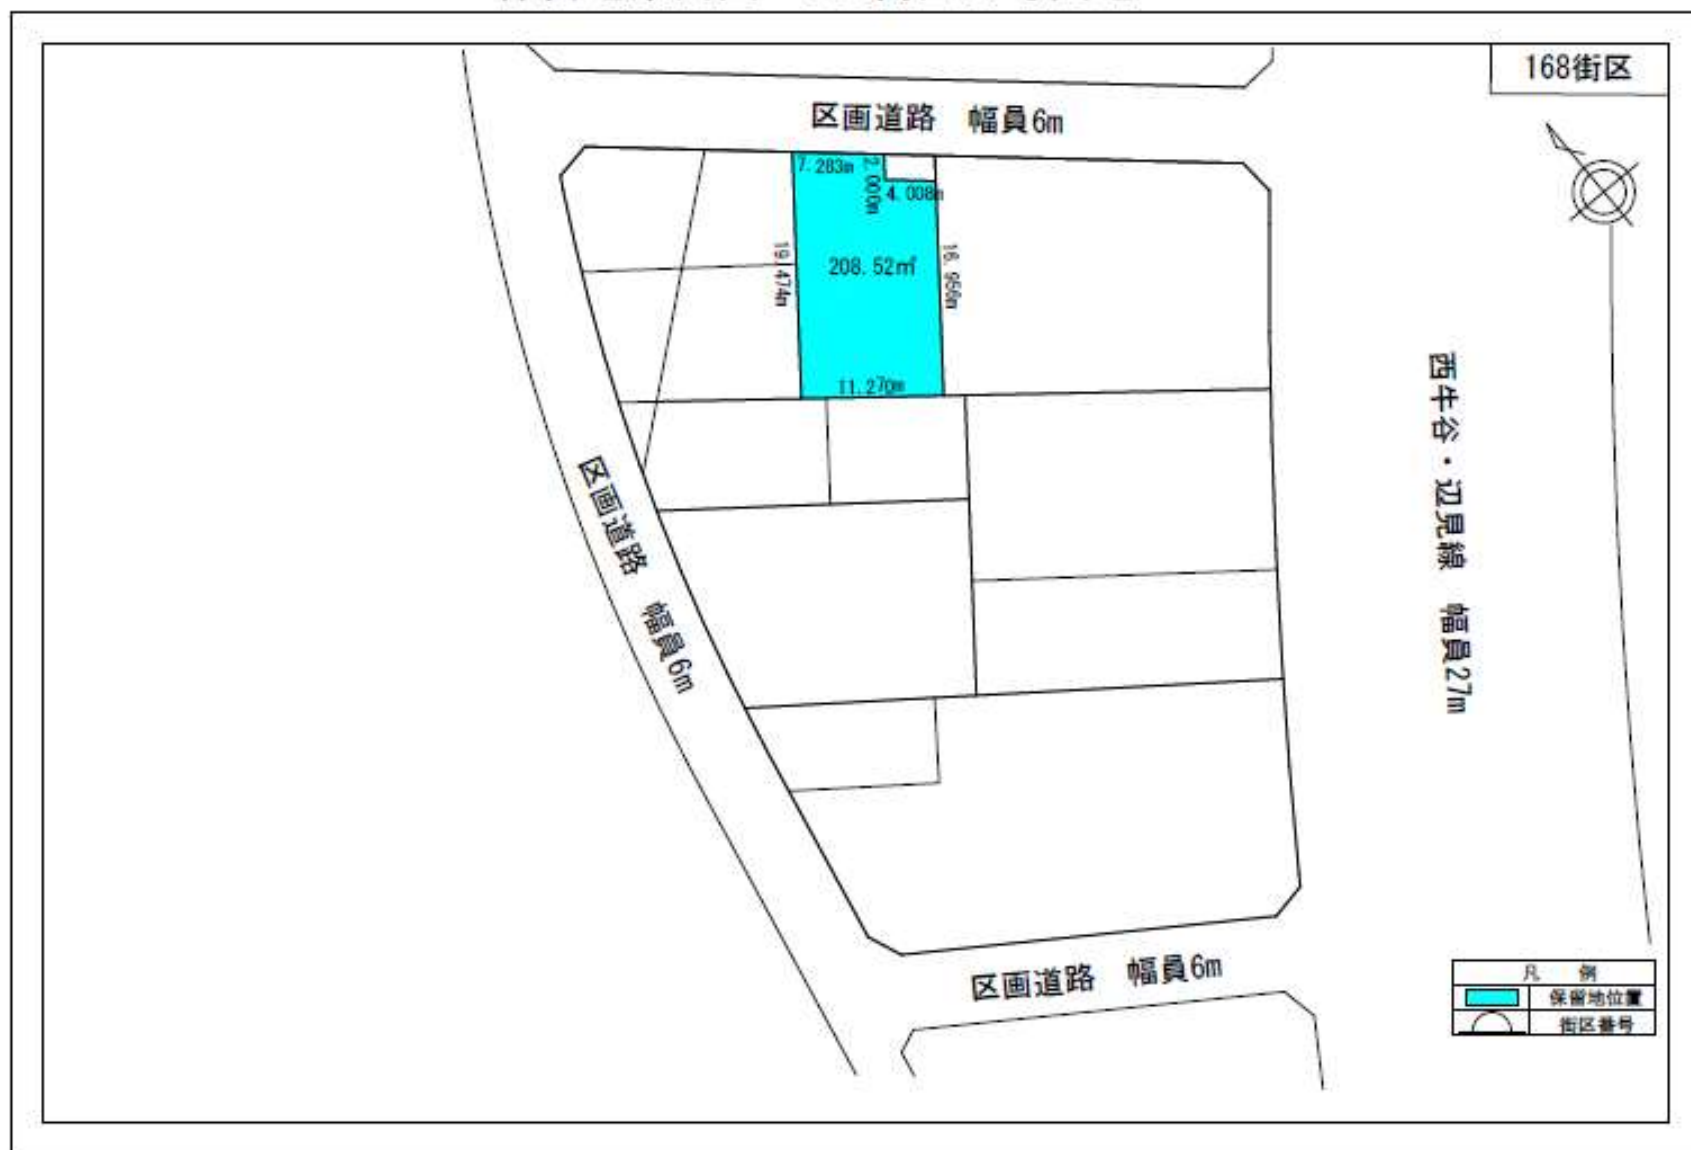 168街区
区画道路　幅員6m
7.283m
2.000m
4.008m
19.474m
208.52㎡
16.956m
11.270m
西牛谷・辺見線　幅員27m
区画道路　幅員6m
区画道路　幅員6m
凡　例
保留地位置
街区番号